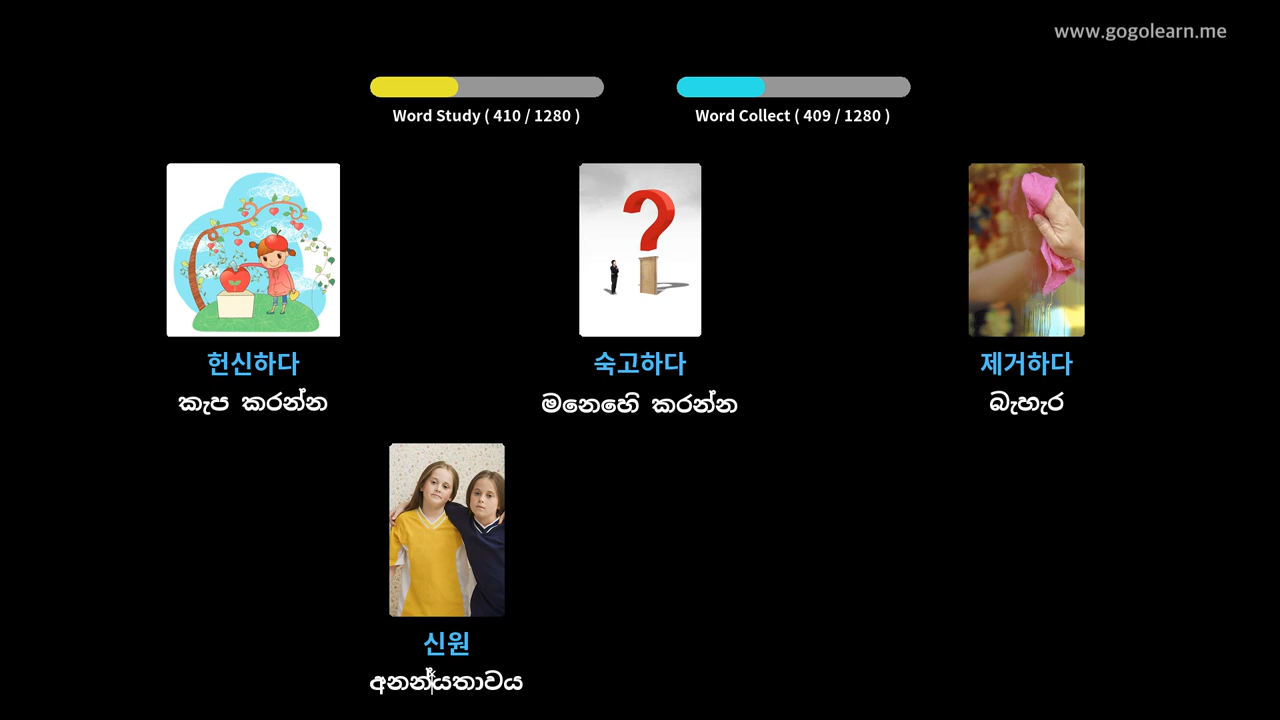 www.gogolearn.me
Word Study ( 410 / 1280 )
Word Collect ( 409 / 1280 )
헌신하다
숙고하다
제거하다
කැප කරන්න
මෙනෙහි කරන්න
බැහැර
신원
අනන්‍යතාවය